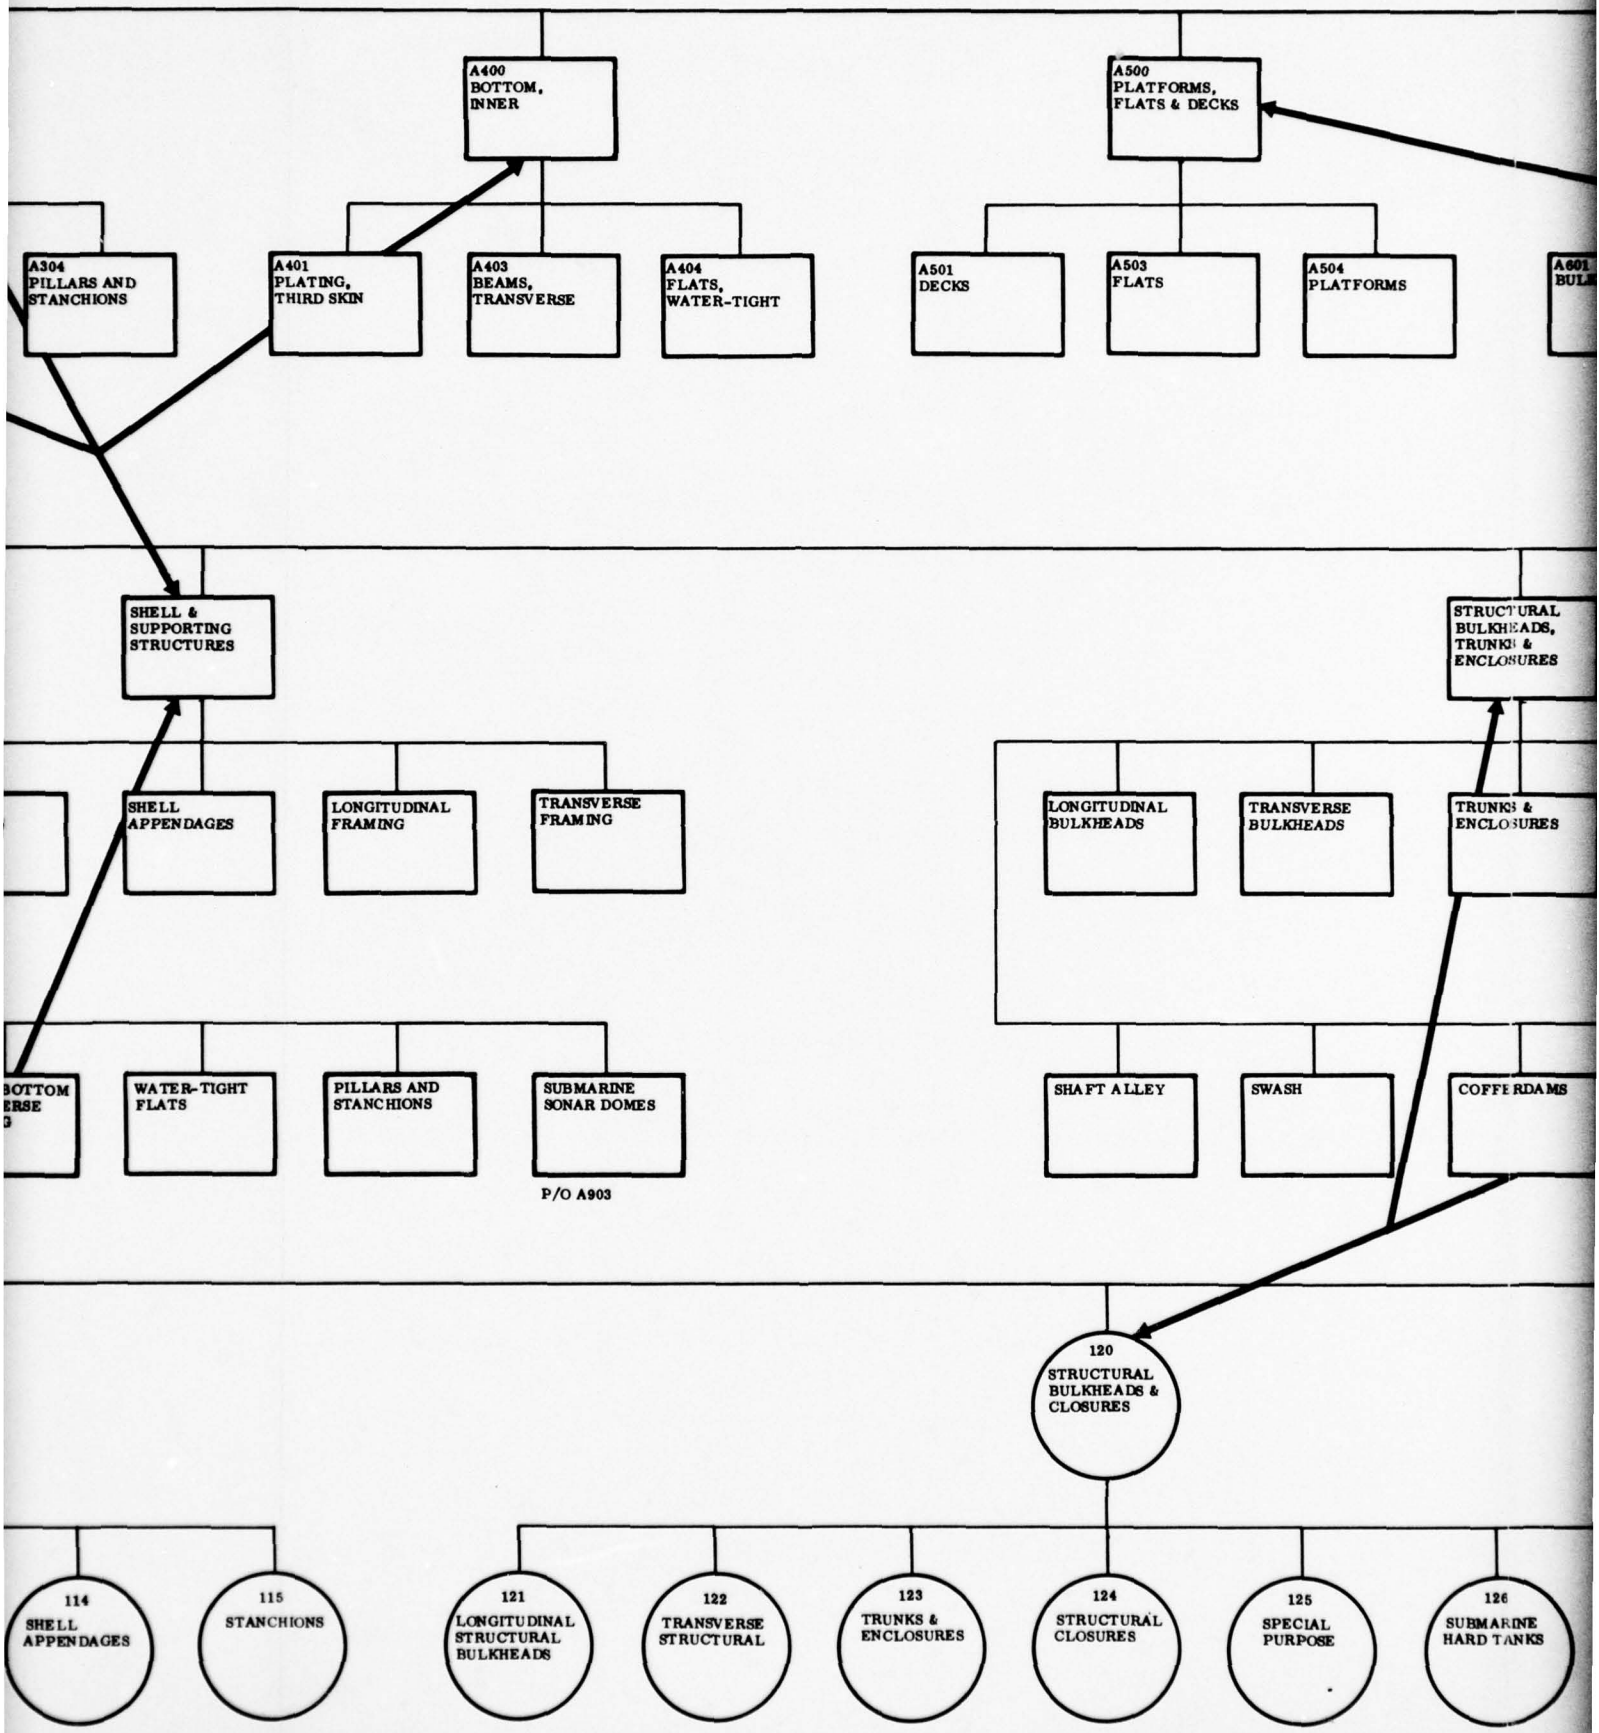 A400
BOTTOM,
INNER
A500
PLATFORMS,
FLATS & DECKS
A304
PILLARS AND
STANCHIONS
A401
PLATING,
THIRD SKIN
A403
BEAMS,
TRANSVERSE
A404
FLATS,
WATER-TIGHT
A501
DECKS
A503
FLATS
A504
PLATFORMS
A601
SHELL &
SUPPORTING
STRUCTURES
STRUCTURAL
BULKHEADS,
TRUNKS &
ENCLOSURES
SHELL
APPENDAGES
LONGITUDINAL
FRAMING
TRANSVERSE
FRAMING
LONGITUDINAL
BULKHEADS
TRANSVERSE
BULKHEADS
TRUNKS &
ENCLOSURES
BOTTOM
WATER-TIGHT
FLATS
PILLARS AND
STANCHIONS
SUBMARINE
SONAR DOMES
P/O A903
SHAFT ALLEY
SWASH
COFFERDAMS
120
STRUCTURAL
BULKHEADS &
CLOSURES
114
SHELL
APPENDAGES
115
STANCHIONS
121
LONGITUDINAL
STRUCTURAL
BULKHEADS
122
TRANSVERSE
STRUCTURAL
123
TRUNKS &
ENCLOSURES
124
STRUCTURAL
CLOSURES
125
SPECIAL
PURPOSE
126
SUBMARINE
HARD TANKS